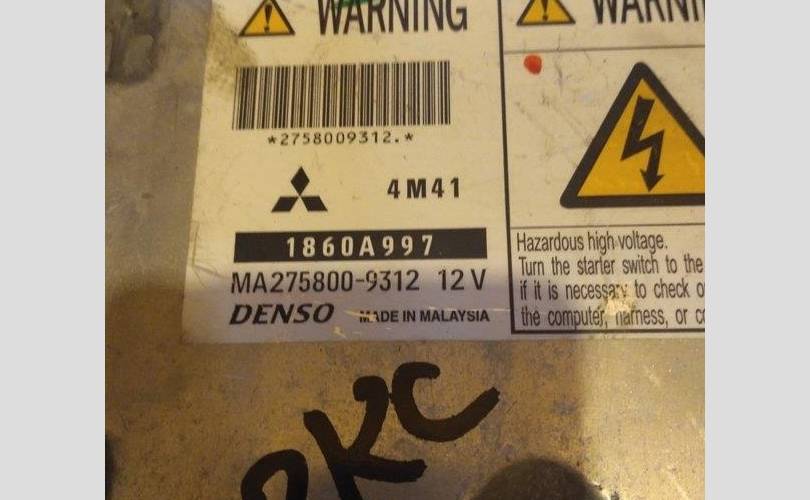 WARNING
*2758009312.*
4M41
1860A997
MA275800-9312 12V
DENSO MADE IN MALAYSIA
Hazardous high voltage.
Turn the starter switch to the
if it is necessary to check
the computer, harness, or